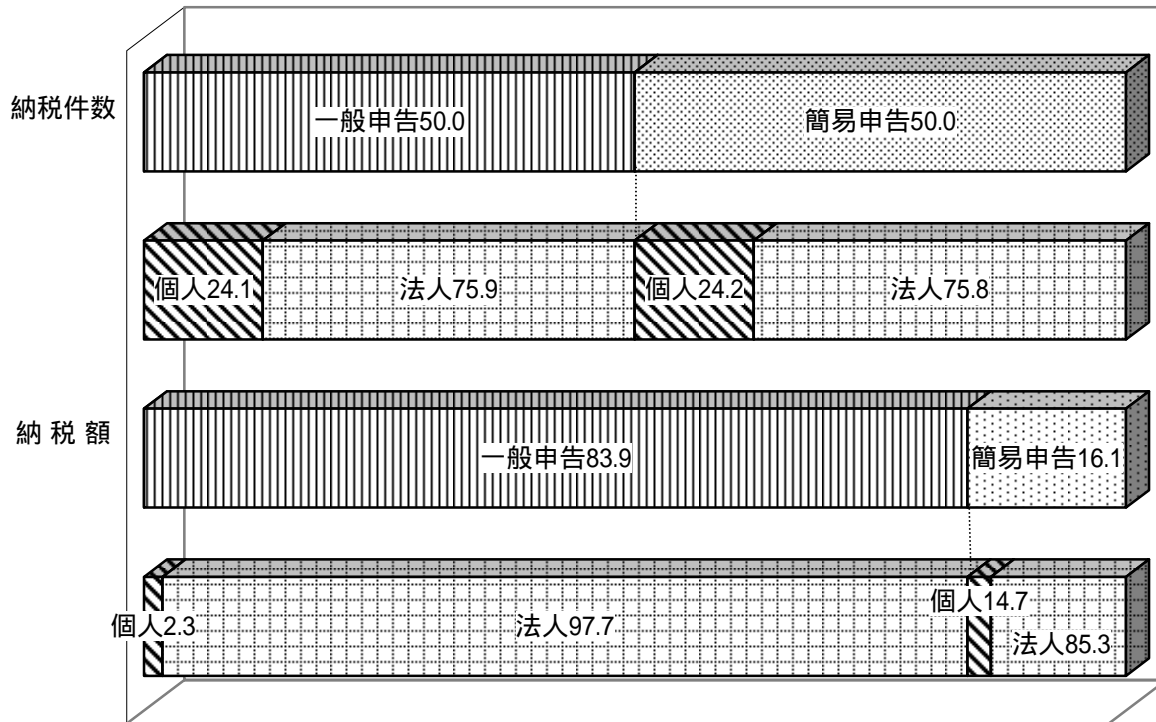 納税件数
一般申告50.0
簡易申告50.0
個人24.1
法人75.9
個人24.2
法人75.8
納税額
一般申告83.9
簡易申告16.1
個人2.3
法人97.7
個人14.7
法人85.3